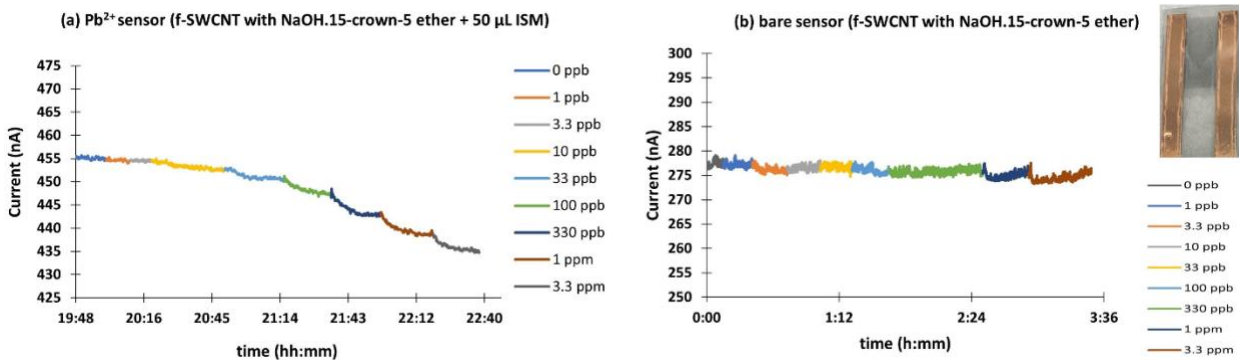 (a) Pb²⁺ sensor (f-SWCNT with NaOH.15-crown-5 ether + 50 µL ISM)
475
470
465
460
455
450
445
440
435
430
425
Current (nA)
19:48 20:16 20:45 21:14 21:43 22:12 22:40
time (hh:mm)
0 ppb
1 ppb
3.3 ppb
10 ppb
33 ppb
100 ppb
330 ppb
1 ppm
3.3 ppm
(b) bare sensor (f-SWCNT with NaOH.15-crown-5 ether)
300
295
290
285
280
275
270
265
260
255
250
Current (nA)
0:00 1:12 2:24 3:36
time (h:mm)
0 ppb
1 ppb
3.3 ppb
10 ppb
33 ppb
100 ppb
330 ppb
1 ppm
3.3 ppm